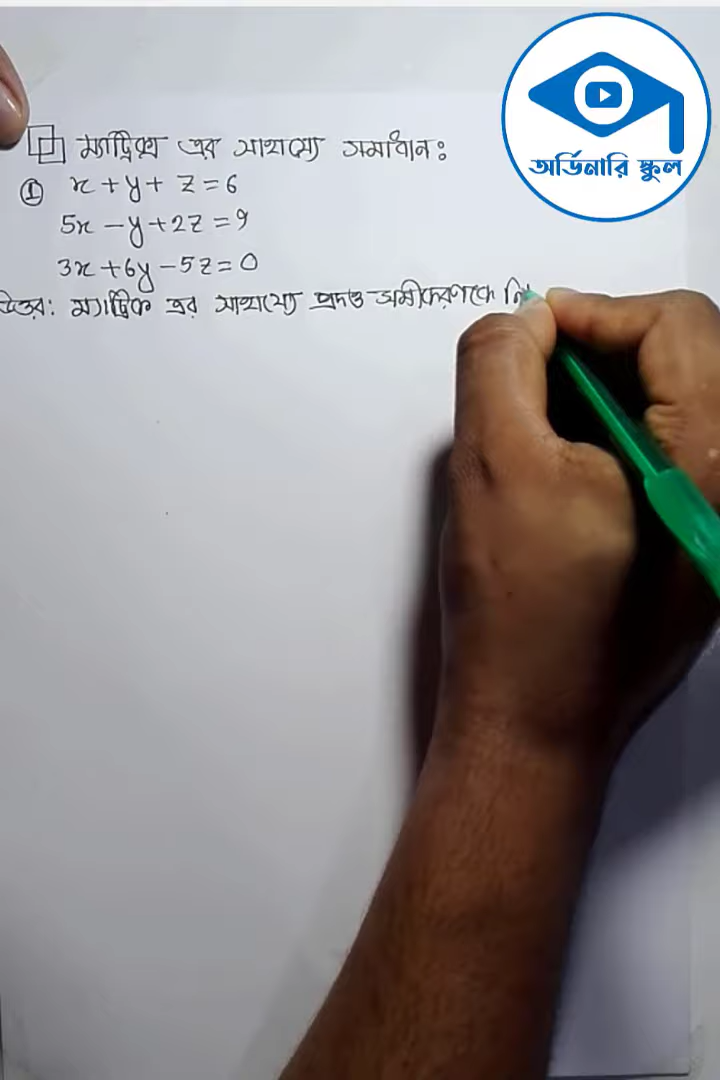 ম্যাট্রিক্স এর সাহায্যে সমাধান:
① x + y + z = 6
5x - y + 2z = 9
3x + 6y - 5z = 0
উত্তর: ম্যাট্রিক এর সাহায্যে প্রদত্ত সমীকরণকে নি
অর্ডিনারি স্কুল